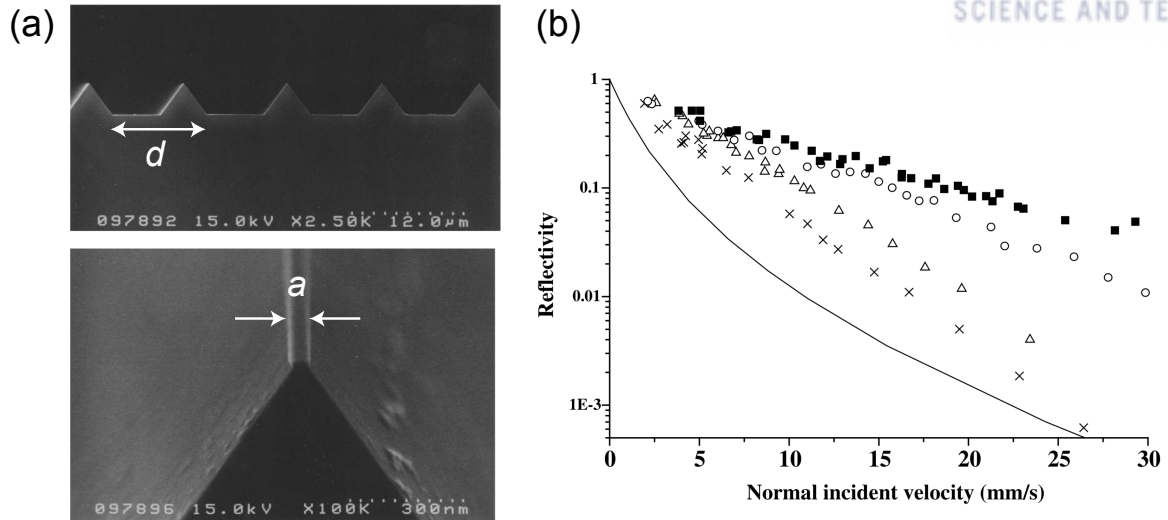 (a)
d
097892 15.0kV X2.50K 12.0µm
a
097896 15.0kV X100K 300nm
(b)
SCIENCE AND TE
Reflectivity
1
0.1
0.01
1E-3
0 5 10 15 20 25 30
Normal incident velocity (mm/s)